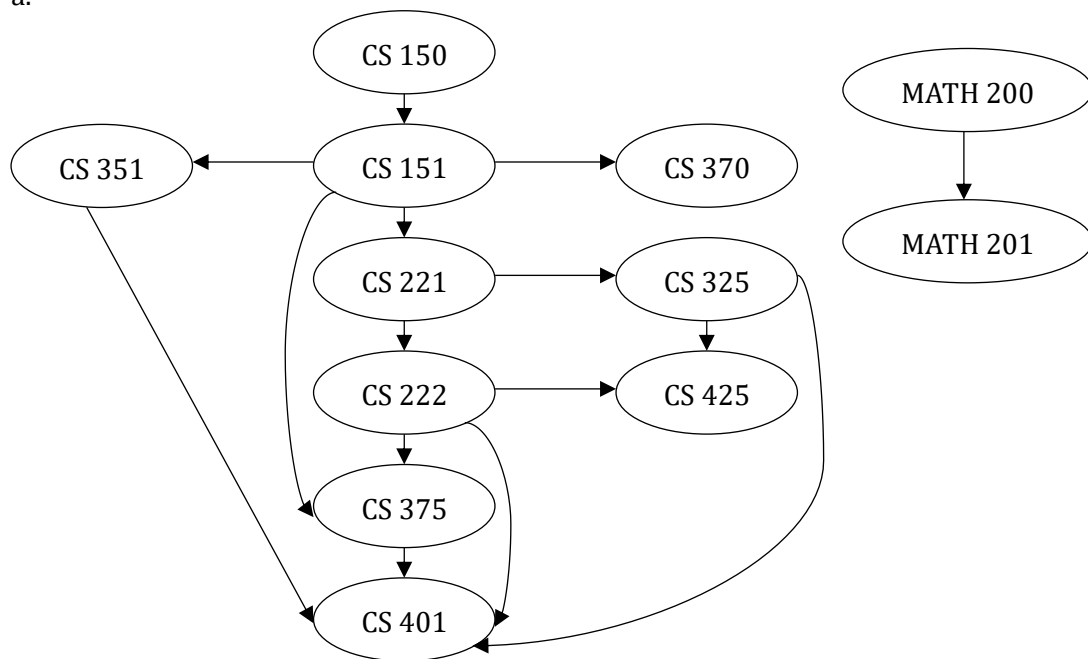 a.
CS 150
MATH 200
CS 351
CS 151
CS 370
MATH 201
CS 221
CS 325
CS 222
CS 425
CS 375
CS 401